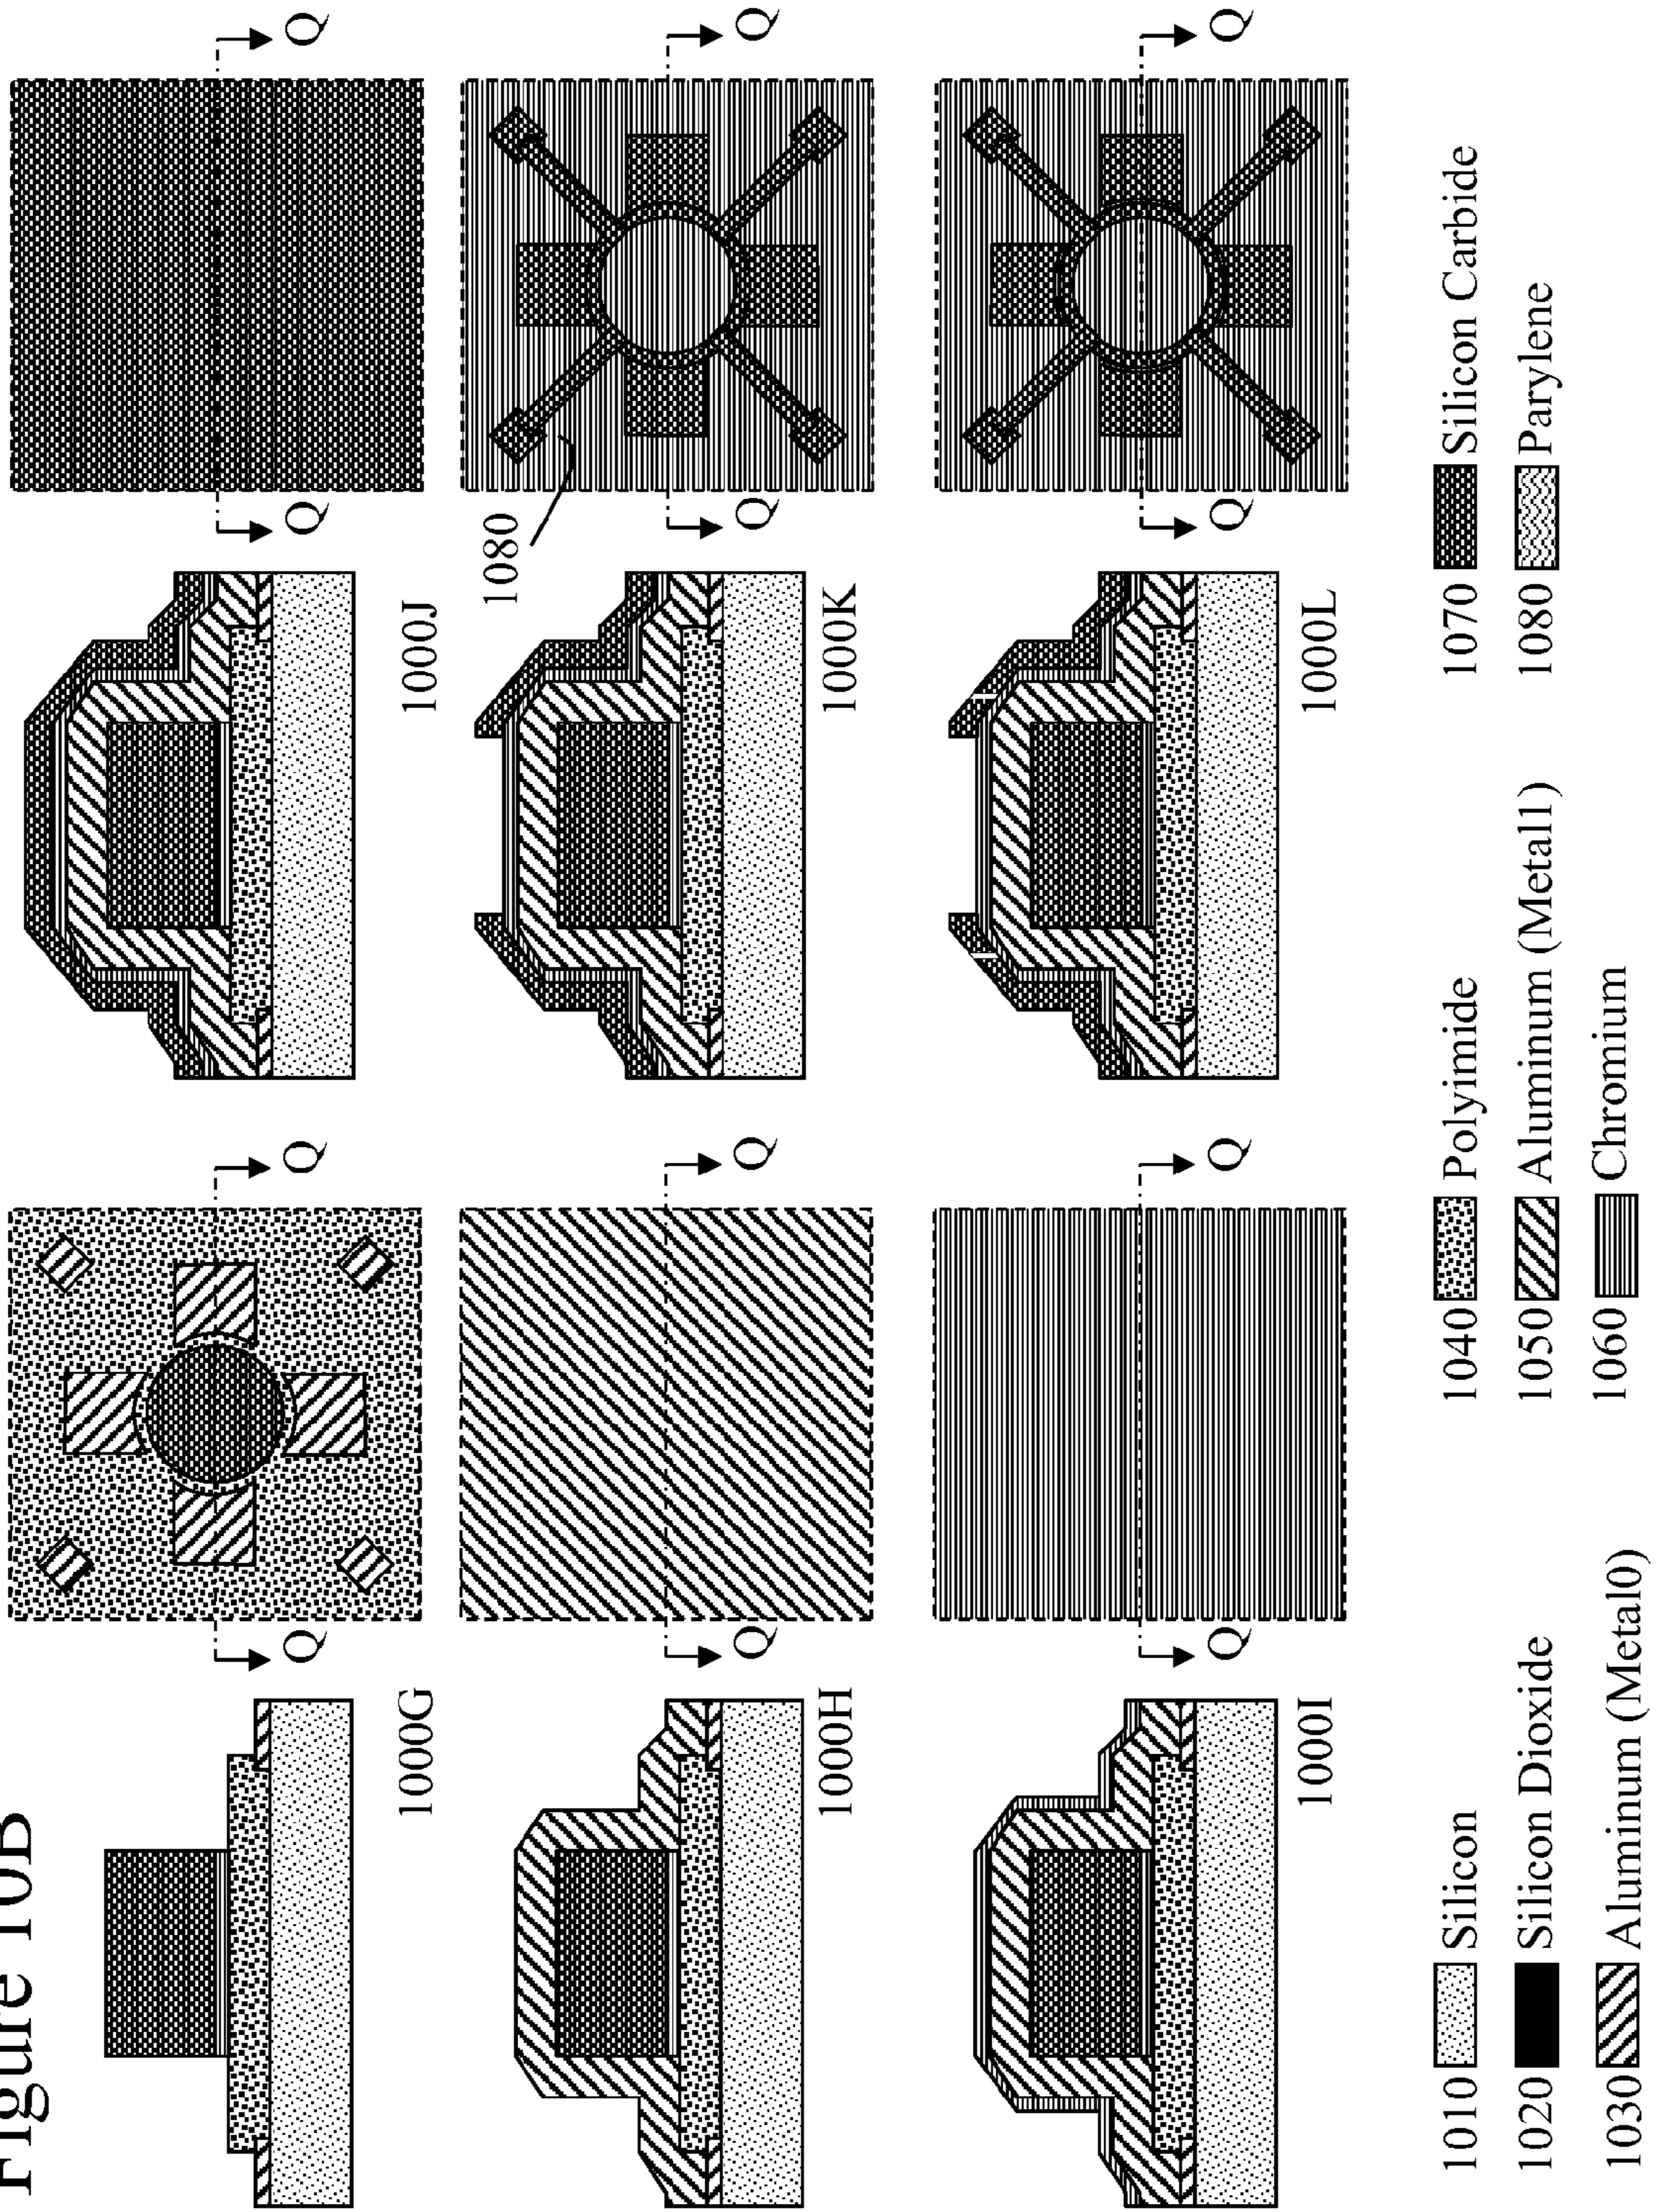 Figure 10B
Q Q
1000G
Q Q
1000J
Q Q
1000H
1080
Q Q
1000K
Q Q
1000I
Q Q
1000L
1010 Silicon
1020 Silicon Dioxide
1030 Aluminum (Metal0)
1040 Polyimide
1050 Aluminum (Metal1)
1060 Chromium
1070 Silicon Carbide
1080 Parylene